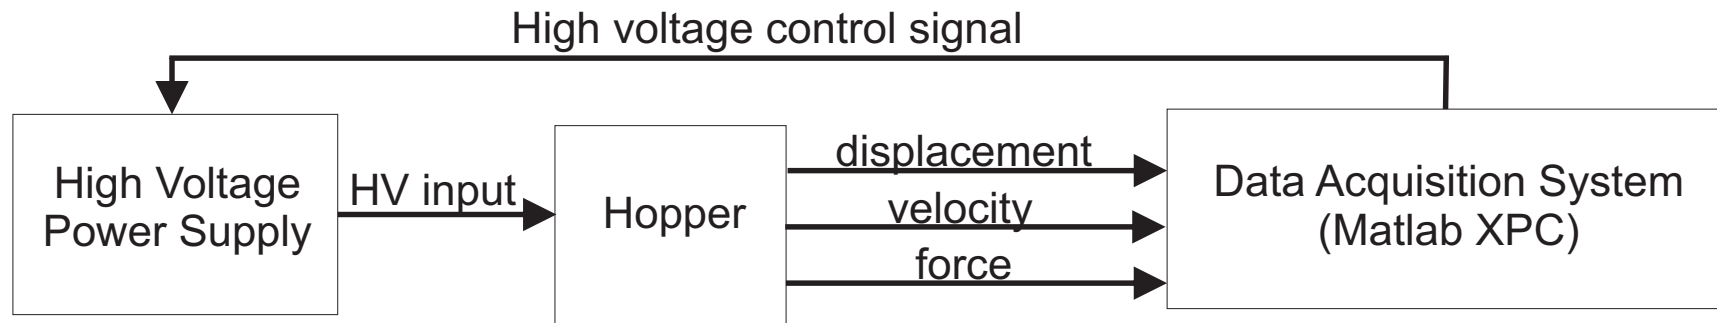 High voltage control signal
High Voltage
Power Supply
HV input
Hopper
displacement
velocity
force
Data Acquisition System
(Matlab XPC)